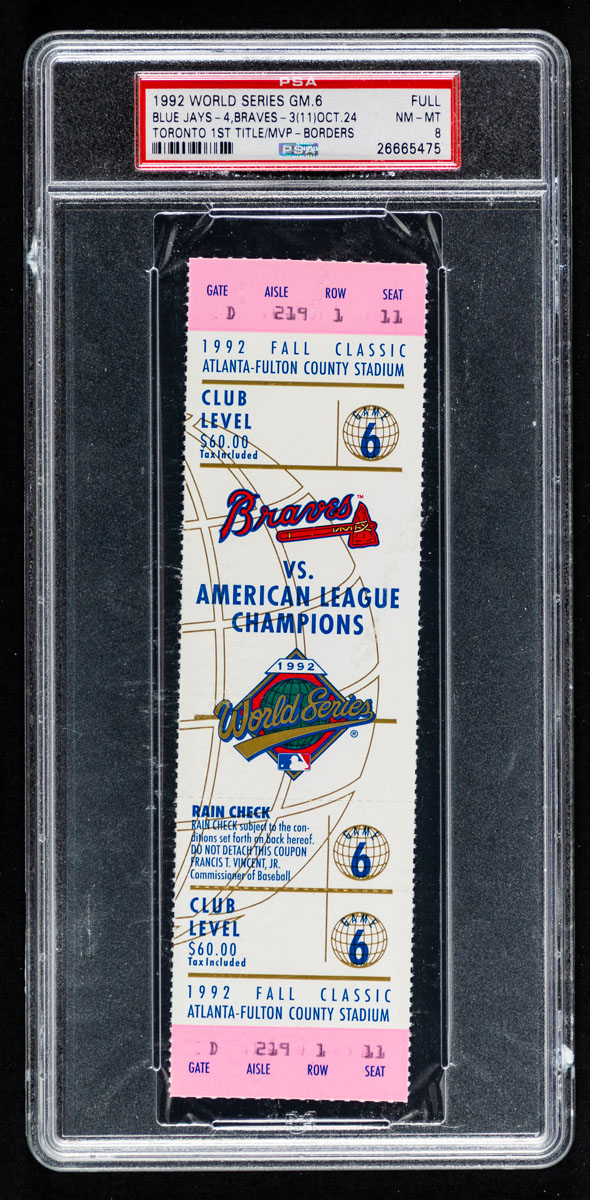 PSA
1992 WORLD SERIES GM.6 FULL
BLUE JAYS-4,BRAVES-3(11)OCT.24 NM-MT
TORONTO 1ST TITLE/MVP-BORDERS 8
PSA 26665475
GATE AISLE ROW SEAT
D 219 1 11
1992 FALL CLASSIC
ATLANTA-FULTON COUNTY STADIUM
CLUB
LEVEL
$60.00
Tax Included
GAME
6
Braves™
VS.
AMERICAN LEAGUE
CHAMPIONS
1992
World Series
®
RAIN CHECK
RAIN CHECK subject to the con-
ditions set forth on back hereof.
DO NOT DETACH THIS COUPON
FRANCIS T. VINCENT, JR.
Commissioner of Baseball
GAME
6
CLUB
LEVEL
$60.00
Tax Included
GAME
6
1992 FALL CLASSIC
ATLANTA-FULTON COUNTY STADIUM
D 219 1 11
GATE AISLE ROW SEAT